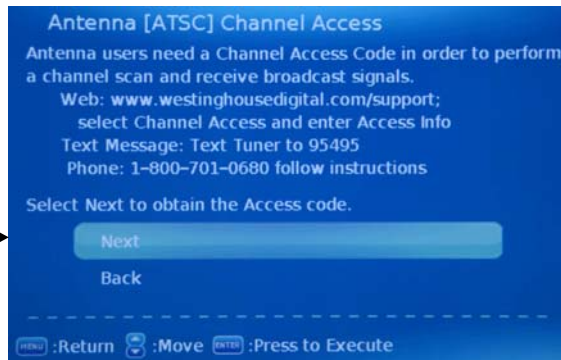 Antenna [ATSC] Channel Access
Antenna users need a Channel Access Code in order to perform
a channel scan and receive broadcast signals.
Web: www.westinghousedigital.com/support;
select Channel Access and enter Access Info
Text Message: Text Tuner to 95495
Phone: 1-800-701-0680 follow instructions
Select Next to obtain the Access code.
Next
Back
MENU :Return :Move ENTER :Press to Execute